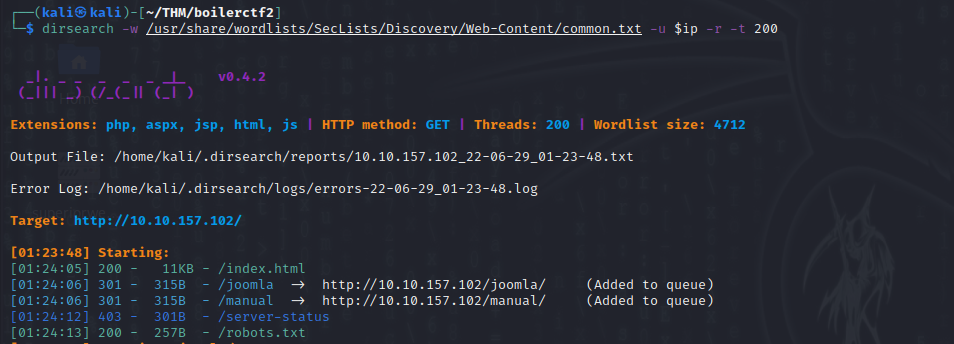 ┌──(kali㉿kali)-[~/THM/boilerctf2]
└─$ dirsearch -w /usr/share/wordlists/SecLists/Discovery/Web-Content/common.txt -u $ip -r -t 200
  _|. _ _  _  _  _ _|_    v0.4.2
 (_||| _) (/_(_|| (_| )
Extensions: php, aspx, jsp, html, js | HTTP method: GET | Threads: 200 | Wordlist size: 4712
Output File: /home/kali/.dirsearch/reports/10.10.157.102_22-06-29_01-23-48.txt
Error Log: /home/kali/.dirsearch/logs/errors-22-06-29_01-23-48.log
Target: http://10.10.157.102/
[01:23:48] Starting:
[01:24:05] 200 -   11KB - /index.html
[01:24:06] 301 -  315B  - /joomla  →  http://10.10.157.102/joomla/     (Added to queue)
[01:24:06] 301 -  315B  - /manual  →  http://10.10.157.102/manual/     (Added to queue)
[01:24:12] 403 -  301B  - /server-status
[01:24:13] 200 -  257B  - /robots.txt